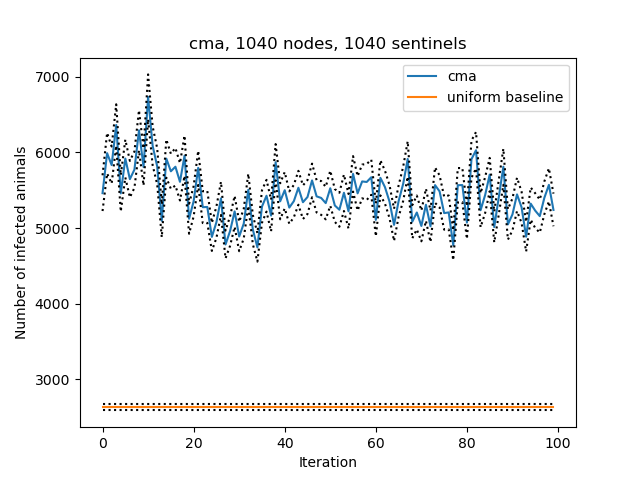 cma, 1040 nodes, 1040 sentinels
cma
uniform baseline
7000
6000
5000
4000
3000
Number of infected animals
0 20 40 60 80 100
Iteration